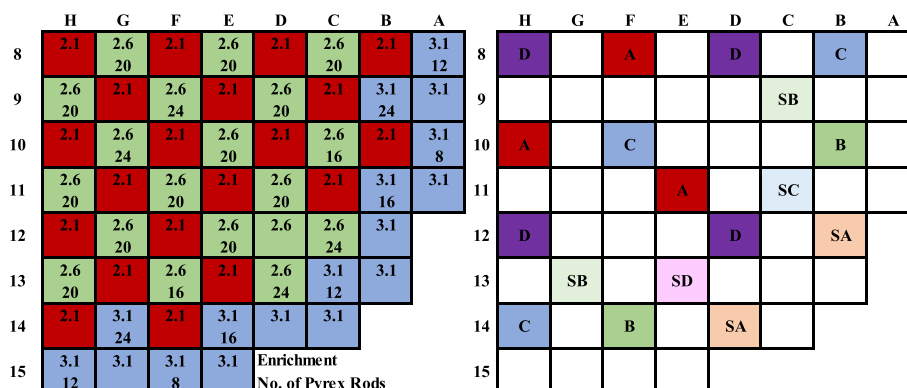 H G F E D C B A H G F E D C B A
8 2.1 2.6 2.1 2.6 2.1 2.6 2.1 3.1 8 D A D C
20 20 20 12
9 2.6 2.1 2.6 2.1 2.6 2.1 3.1 3.1 9 SB
20 24 20 24
10 2.1 2.6 2.1 2.6 2.1 2.6 2.1 3.1 10 A C B
24 20 16 8
11 2.6 2.1 2.6 2.1 2.6 2.1 3.1 3.1 11 A SC
20 20 20 16
12 2.1 2.6 2.1 2.6 2.6 2.6 3.1 12 D D SA
20 20 24
13 2.6 2.1 2.6 2.1 2.6 3.1 3.1 13 SB SD
20 16 24 12
14 2.1 3.1 2.1 3.1 3.1 3.1 14 C B SA
24 16
15 3.1 3.1 3.1 3.1 Enrichment 15
12 8 No. of Pyrex Rods